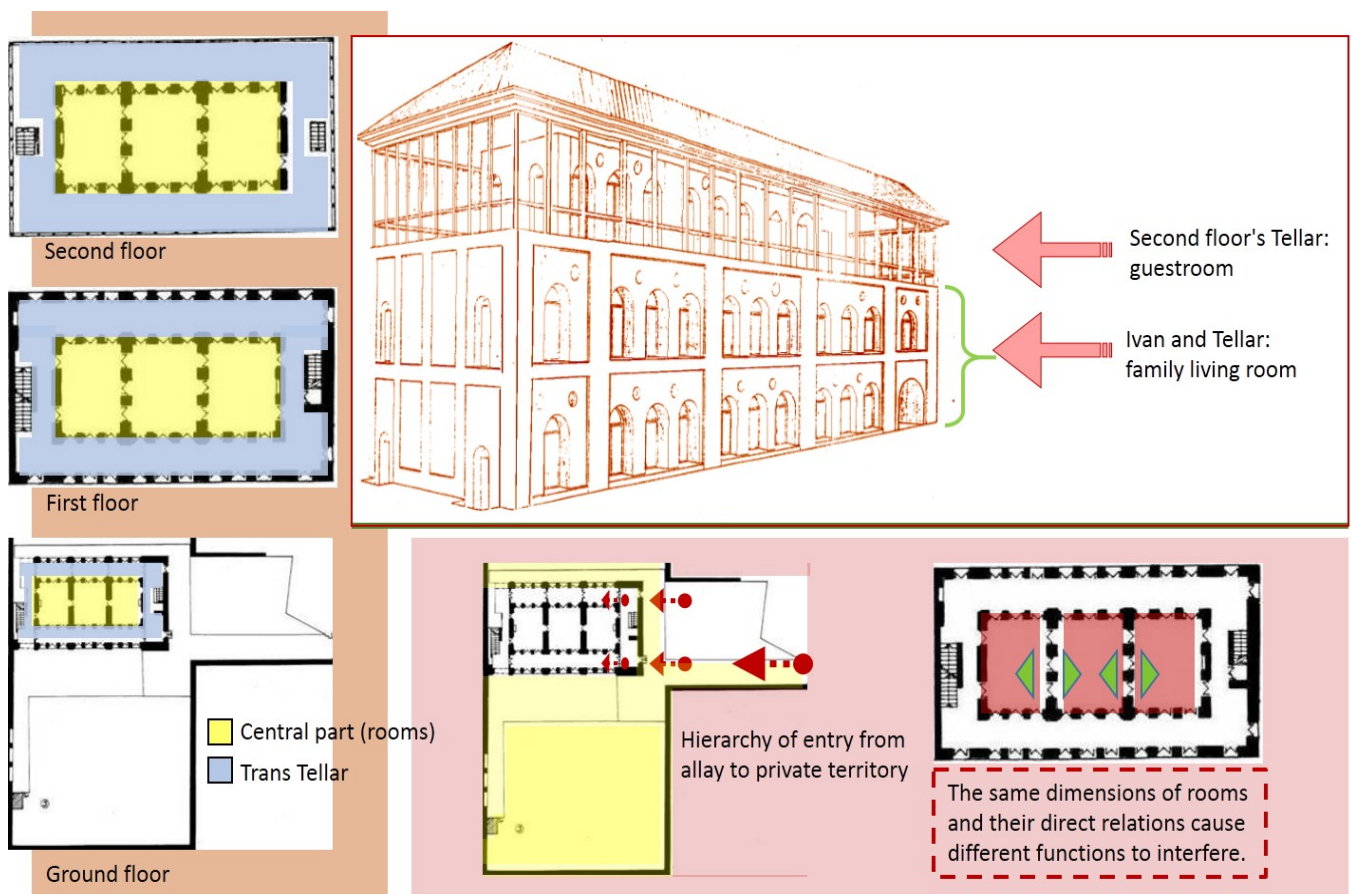 Second floor
First floor
Central part (rooms)
Trans Tellar
Ground floor
Second floor's Tellar:
guestroom
Ivan and Tellar:
family living room
Hierarchy of entry from
allay to private territory
The same dimensions of rooms
and their direct relations cause
different functions to interfere.